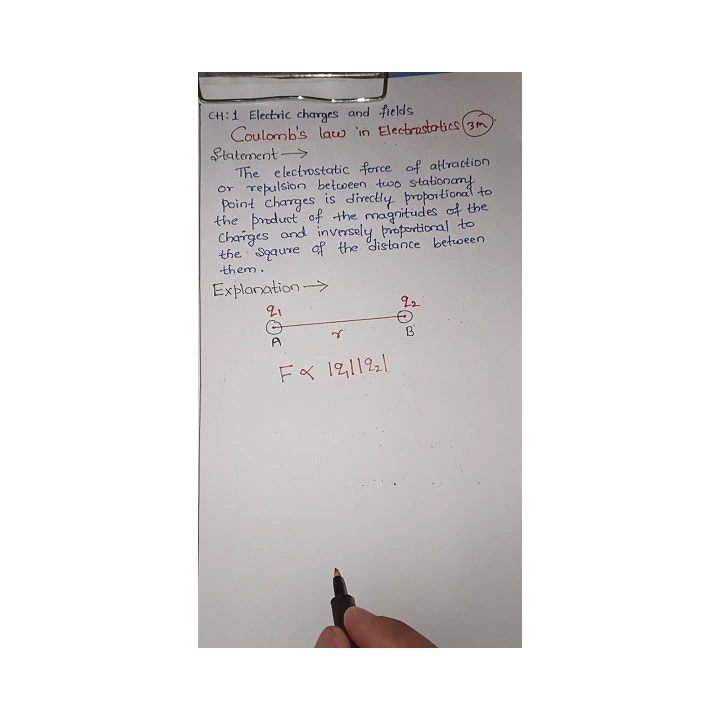 CH:1 Electric charges and fields
Coulomb's law in Electrostatics 3m
Statement →
The electrostatic force of attraction
or repulsion between two stationary
point charges is directly proportional to
the product of the magnitudes of the
charges and inversely proportional to
the sqaure of the distance between
them.
Explanation →
q₁ q₂
r
A B
F ∝ |q₁||q₂|